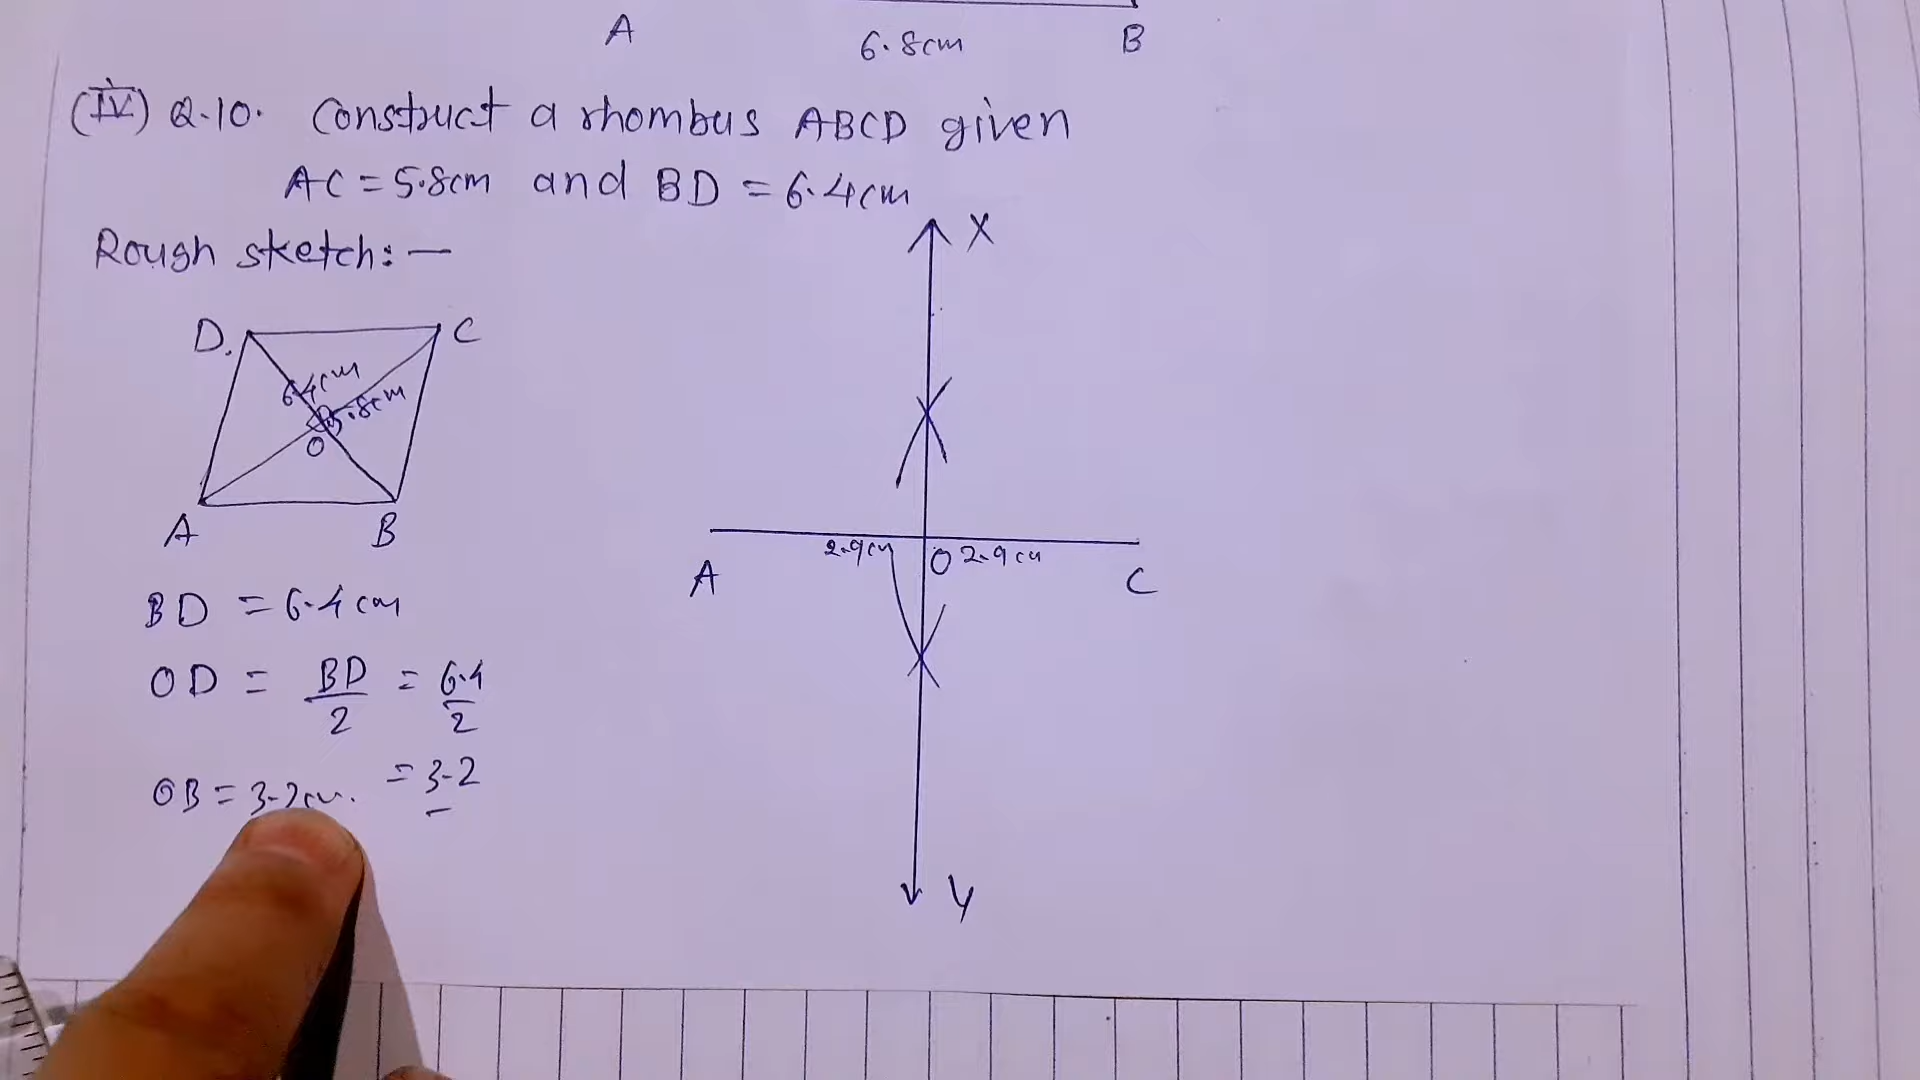 A 6.8cm B
(IV) Q.10. Construct a rhombus ABCD given
AC = 5.8cm and BD = 6.4cm
Rough sketch:—
X
D C
6.4cm
5.8cm
O
A B
2.9cm O 2.9cm
A C
BD = 6.4cm
OD = BD/2 = 6.4/2
= 3.2
OB = 3.2cm.
Y